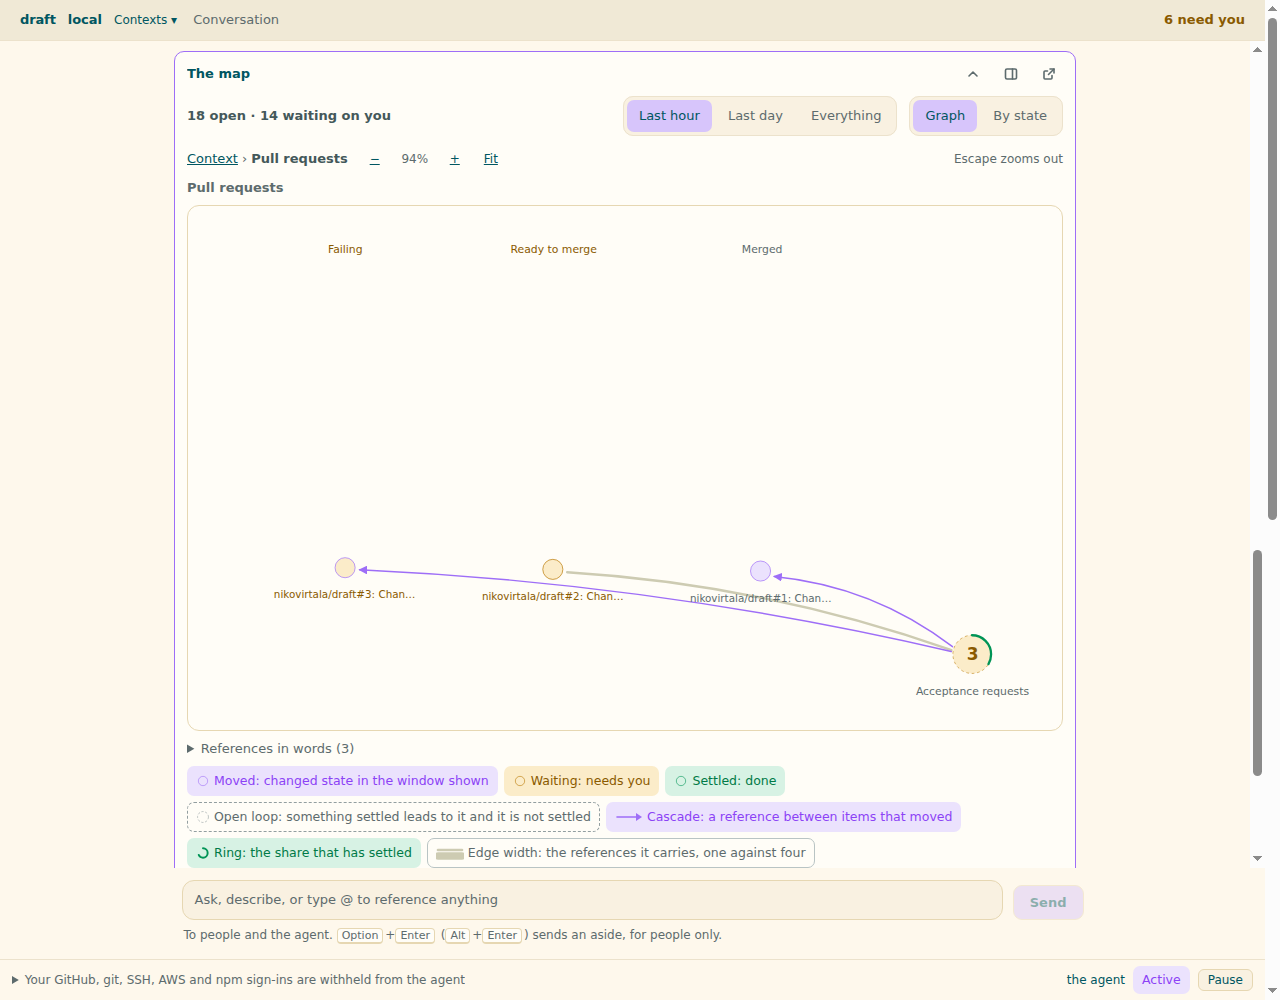 draft local Contexts ▾ Conversation 6 need you
The map
18 open · 14 waiting on you Last hour Last day Everything Graph By state
Context › Pull requests − 94% + Fit Escape zooms out
Pull requests
Failing Ready to merge Merged
nikovirtala/draft#3: Chan… nikovirtala/draft#2: Chan… nikovirtala/draft#1: Chan…
3
Acceptance requests
References in words (3)
Moved: changed state in the window shown Waiting: needs you Settled: done
Open loop: something settled leads to it and it is not settled Cascade: a reference between items that moved
Ring: the share that has settled Edge width: the references it carries, one against four
Ask, describe, or type @ to reference anything Send
To people and the agent. Option + Enter (Alt + Enter) sends an aside, for people only.
Your GitHub, git, SSH, AWS and npm sign-ins are withheld from the agent the agent Active Pause